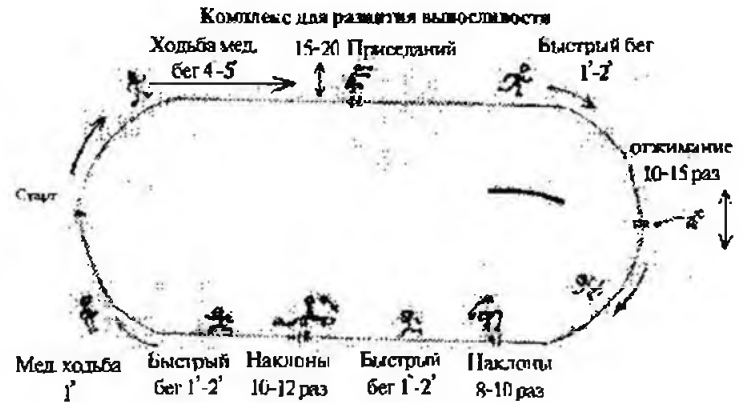 Комплекс для развития выносливости
Ходьба мед.
бег 4-5'
15-20 Приседаний
Быстрый бег
1'-2'
отжимание
10-15 раз
Старт
Мед. ходьба
1'
Быстрый
бег 1'-2'
Наклоны
10-12 раз
Быстрый
бег 1'-2'
Наклоны
8-10 раз